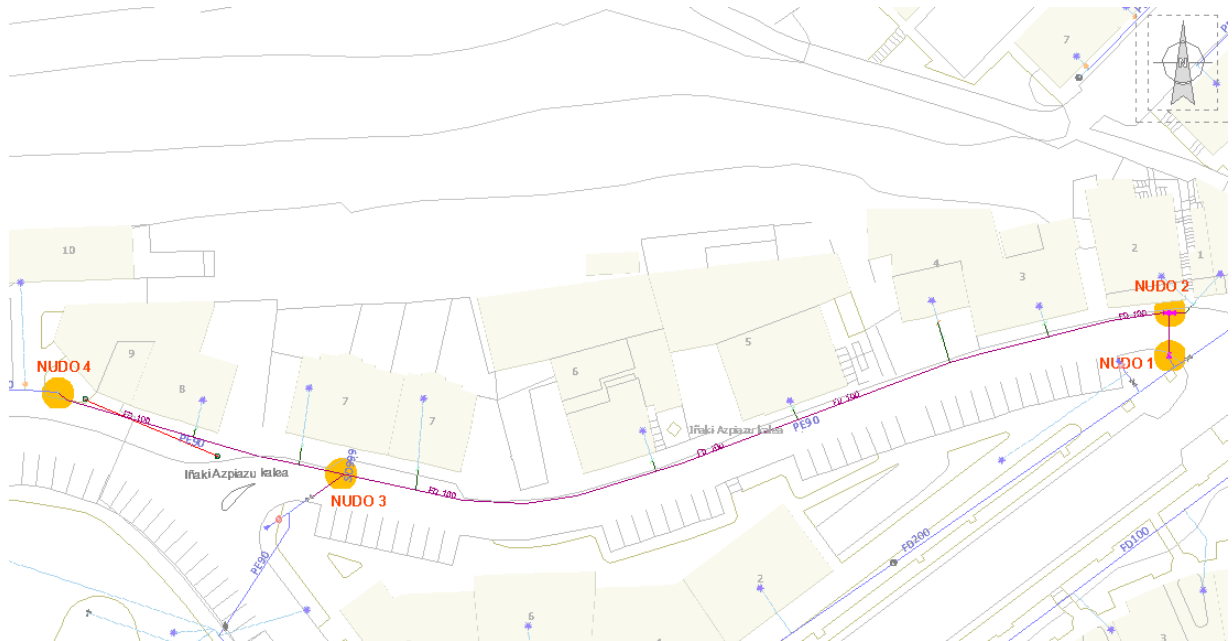 7
10
4
3
2
1
NUDO 2
FD 100
NUDO 1
NUDO 4
9
8
FD 100
PE90
7
7
6
5
Iñaki Azpiazu kalea
PE90
FD 100
FD 100
Iñaki Azpiazu kalea
NUDO 3
FD 100
PE90
FD200
FD100
2
6
3